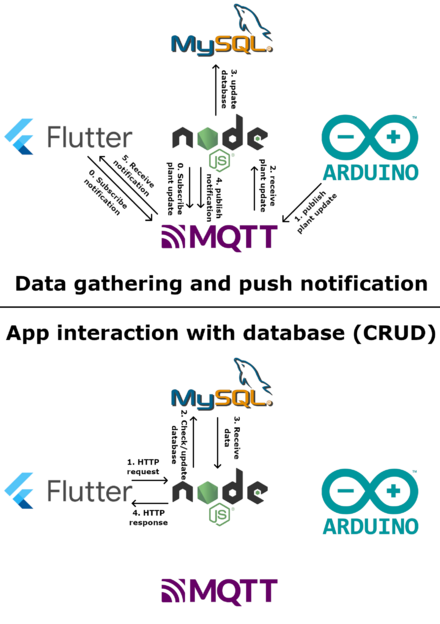 MySQL®
3. update
database
Flutter
node
JS®
ARDUINO
™
5. Receive
notification
0. Subscribe
notification
0. Subscribe
plant update
4. publish
notification
2. receive
plant update
1. publish
plant update
MQTT
Data gathering and push notification
App interaction with database (CRUD)
MySQL®
2. Check/update
database
3. Receive
data
1. HTTP
request
Flutter
node
JS®
4. HTTP
response
ARDUINO
™
MQTT